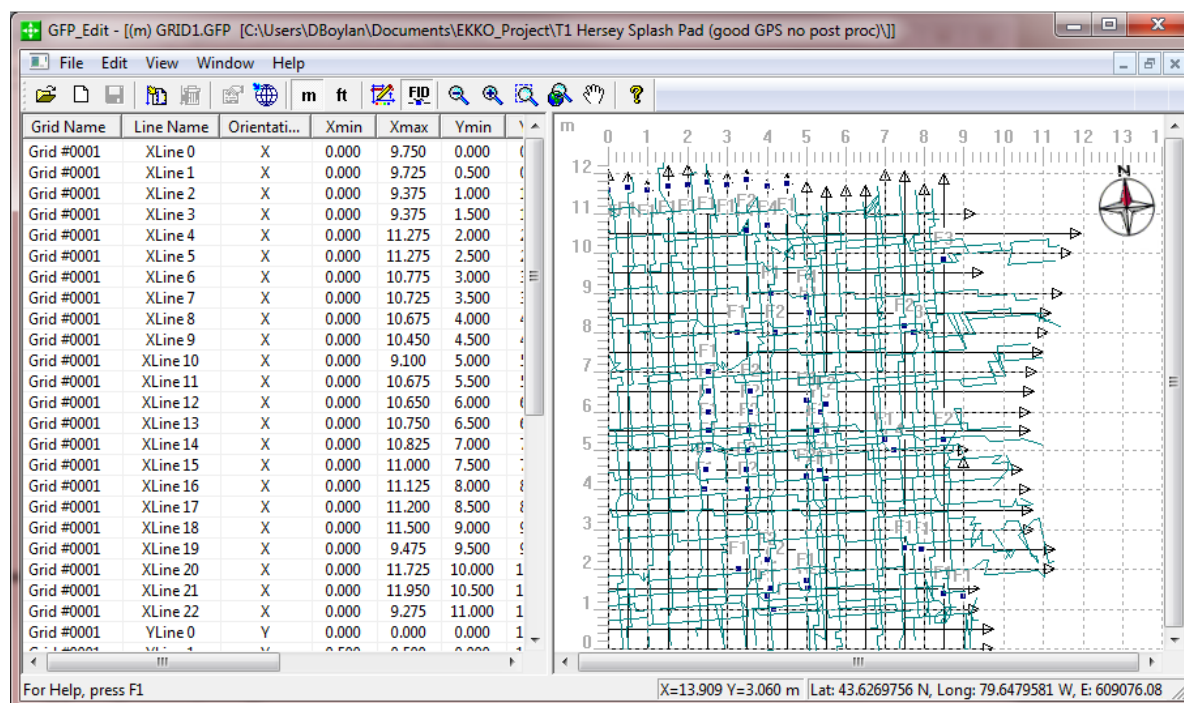 GFP_Edit - [(m) GRID1.GFP [C:\Users\DBoylan\Documents\EKKO_Project\T1 Hersey Splash Pad (good GPS no post proc)\]]
File Edit View Window Help
m ft FID
Grid Name Line Name Orientati... Xmin Xmax Ymin
Grid #0001 XLine 0 X 0.000 9.750 0.000
Grid #0001 XLine 1 X 0.000 9.725 0.500
Grid #0001 XLine 2 X 0.000 9.375 1.000
Grid #0001 XLine 3 X 0.000 9.375 1.500
Grid #0001 XLine 4 X 0.000 11.275 2.000
Grid #0001 XLine 5 X 0.000 11.275 2.500
Grid #0001 XLine 6 X 0.000 10.775 3.000
Grid #0001 XLine 7 X 0.000 10.725 3.500
Grid #0001 XLine 8 X 0.000 10.675 4.000
Grid #0001 XLine 9 X 0.000 10.450 4.500
Grid #0001 XLine 10 X 0.000 9.100 5.000
Grid #0001 XLine 11 X 0.000 10.675 5.500
Grid #0001 XLine 12 X 0.000 10.650 6.000
Grid #0001 XLine 13 X 0.000 10.750 6.500
Grid #0001 XLine 14 X 0.000 10.825 7.000
Grid #0001 XLine 15 X 0.000 11.000 7.500
Grid #0001 XLine 16 X 0.000 11.125 8.000
Grid #0001 XLine 17 X 0.000 11.200 8.500
Grid #0001 XLine 18 X 0.000 11.500 9.000
Grid #0001 XLine 19 X 0.000 9.475 9.500
Grid #0001 XLine 20 X 0.000 11.725 10.000
Grid #0001 XLine 21 X 0.000 11.950 10.500
Grid #0001 XLine 22 X 0.000 9.275 11.000
Grid #0001 YLine 0 Y 0.000 0.000 0.000
m 0 1 2 3 4 5 6 7 8 9 10 11 12 13 1
N
12
11
10
9
8
7
6
5
4
3
2
1
0
For Help, press F1
X=13.909 Y=3.060 m Lat: 43.6269756 N, Long: 79.6479581 W, E: 609076.08